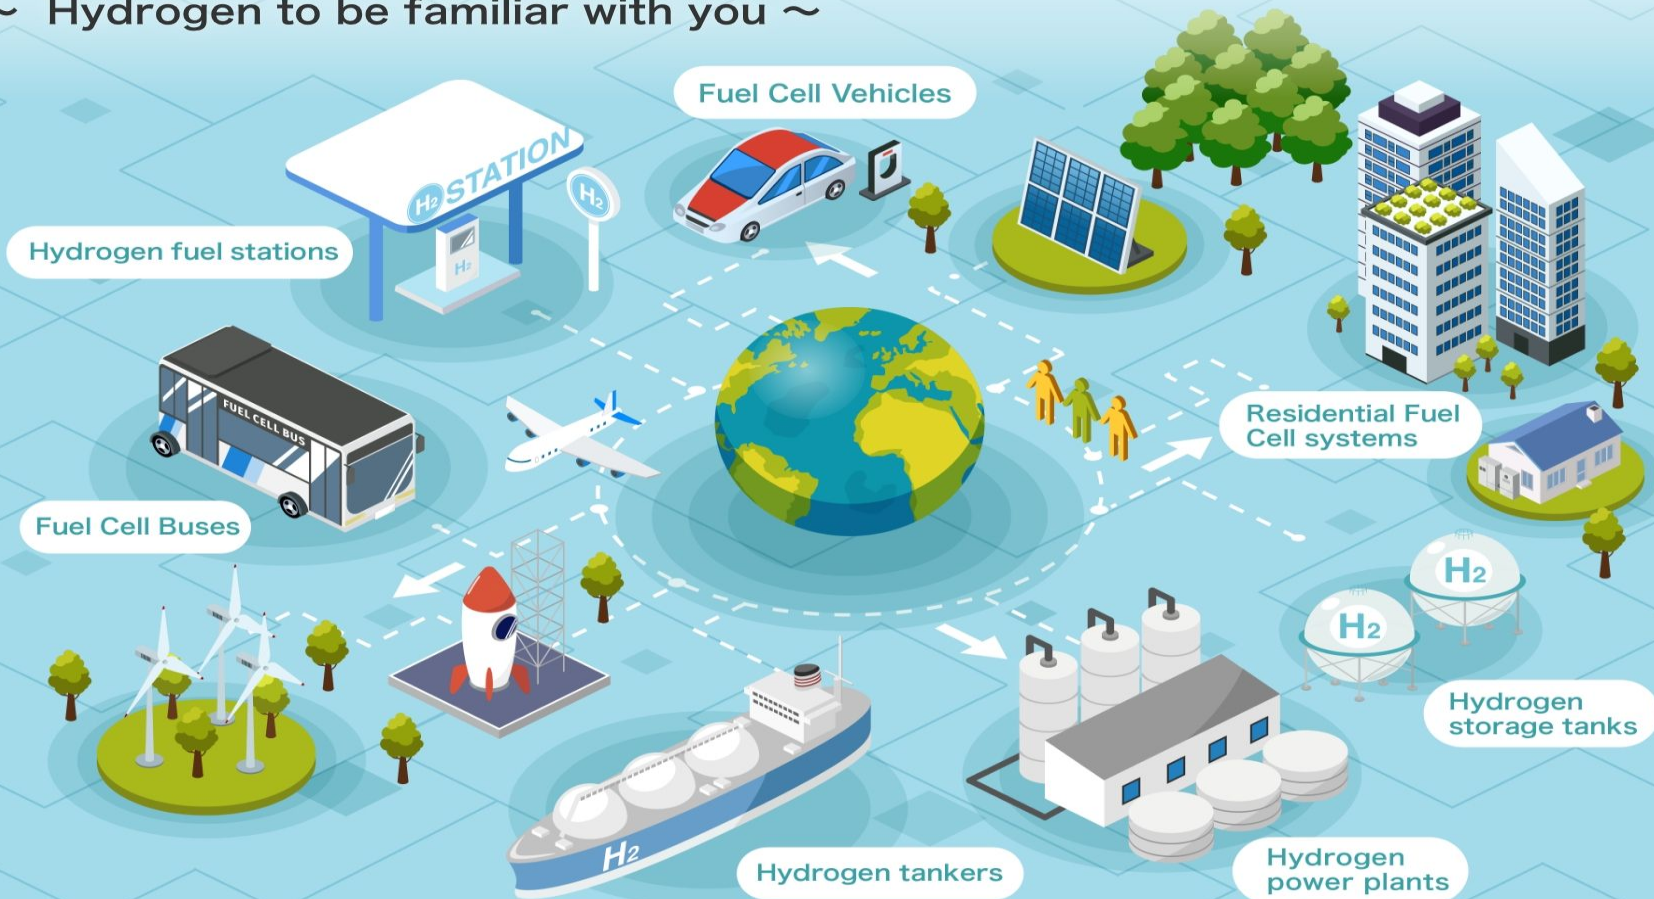 ~ Hydrogen to be familiar with you ~
Fuel Cell Vehicles
H2 STATION
H2
H2
Hydrogen fuel stations
FUEL CELL BUS
Residential Fuel
Cell systems
Fuel Cell Buses
H2
H2
Hydrogen
storage tanks
H2
Hydrogen tankers
Hydrogen
power plants